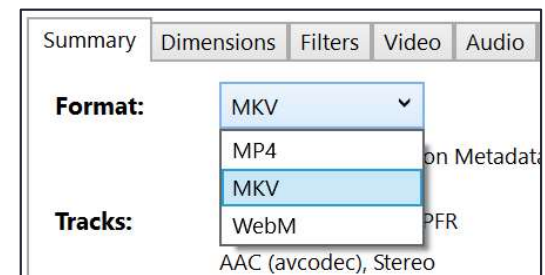 Summary Dimensions Filters Video Audio
Format: MKV
MP4
on Metadata
MKV
Tracks: WebM PFR
AAC (avcodec), Stereo